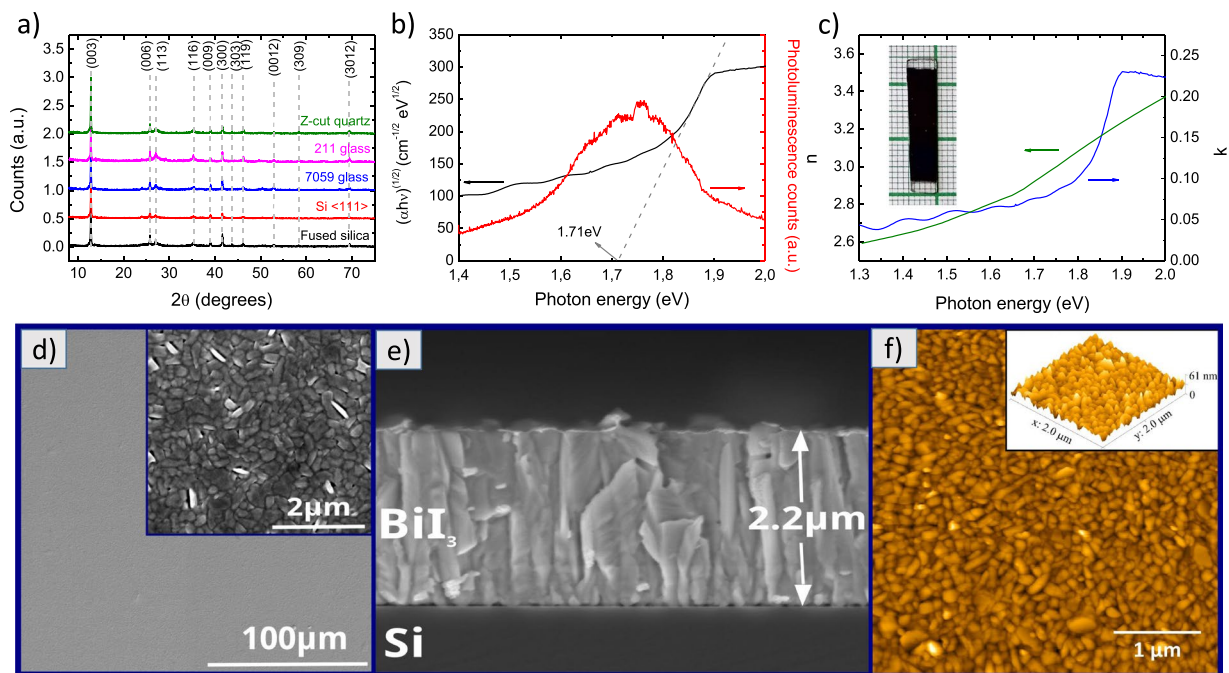 a)
(003)
(006)
(113)
(116)
(009)
(300)
(303)
(119)
(0012)
(309)
(3012)
3.5
3.0
2.5
2.0
1.5
1.0
0.5
0.0
Counts (a.u.)
Z-cut quartz
211 glass
7059 glass
Si <111>
Fused silica
10 20 30 40 50 60 70
2θ (degrees)
b)
350
300
250
200
150
100
50
0
(αhν)^(1/2) (cm^-1/2 eV^1/2)
1.71eV
1,4 1,5 1,6 1,7 1,8 1,9 2,0
Photon energy (eV)
Photoluminescence counts (a.u.)
c)
3.6
3.4
3.2
3.0
2.8
2.6
n
0.25
0.20
0.15
0.10
0.05
0.00
k
1.3 1.4 1.5 1.6 1.7 1.8 1.9 2.0
Photon energy (eV)
d)
2μm
100μm
e)
BiI₃
2.2μm
Si
f)
61 nm
0
x: 2.0 μm
y: 2.0 μm
1 μm